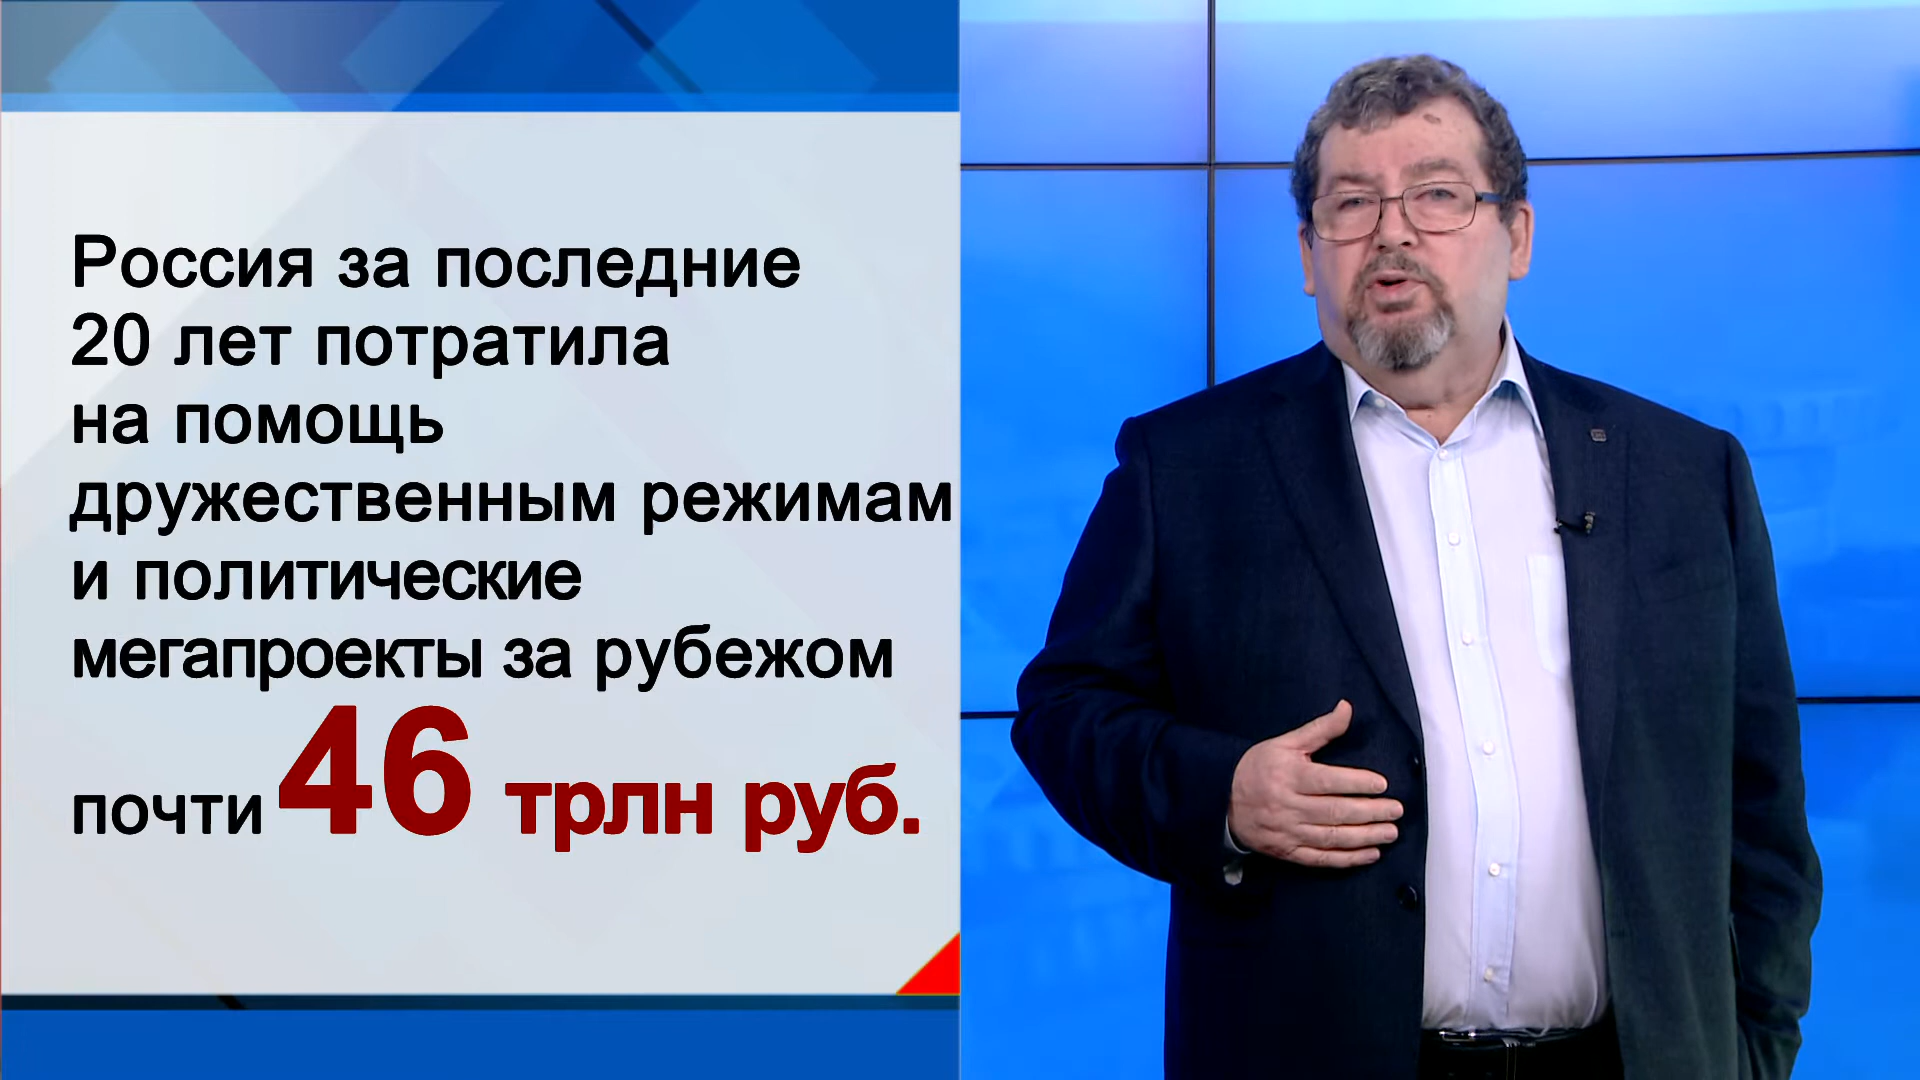 Россия за последние
20 лет потратила
на помощь
дружественным режимам
и политические
мегапроекты за рубежом
почти 46 трлн руб.